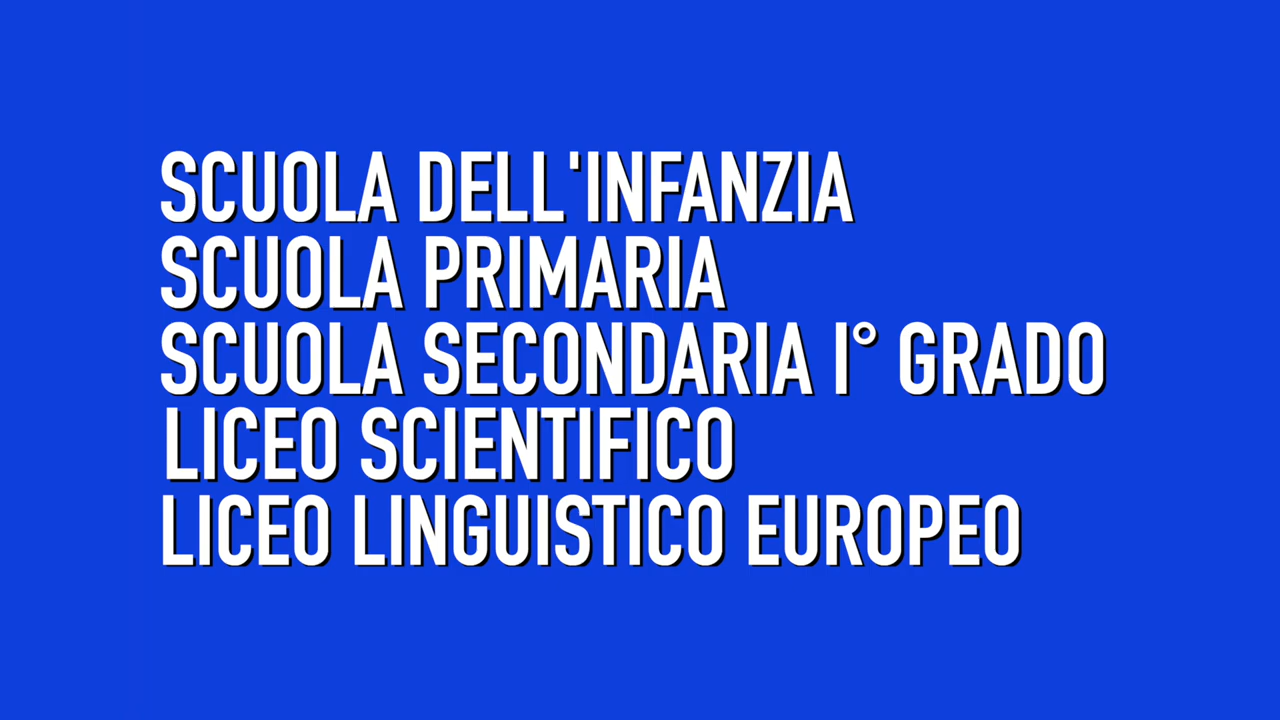 SCUOLA DELL'INFANZIA
SCUOLA PRIMARIA
SCUOLA SECONDARIA I° GRADO
LICEO SCIENTIFICO
LICEO LINGUISTICO EUROPEO